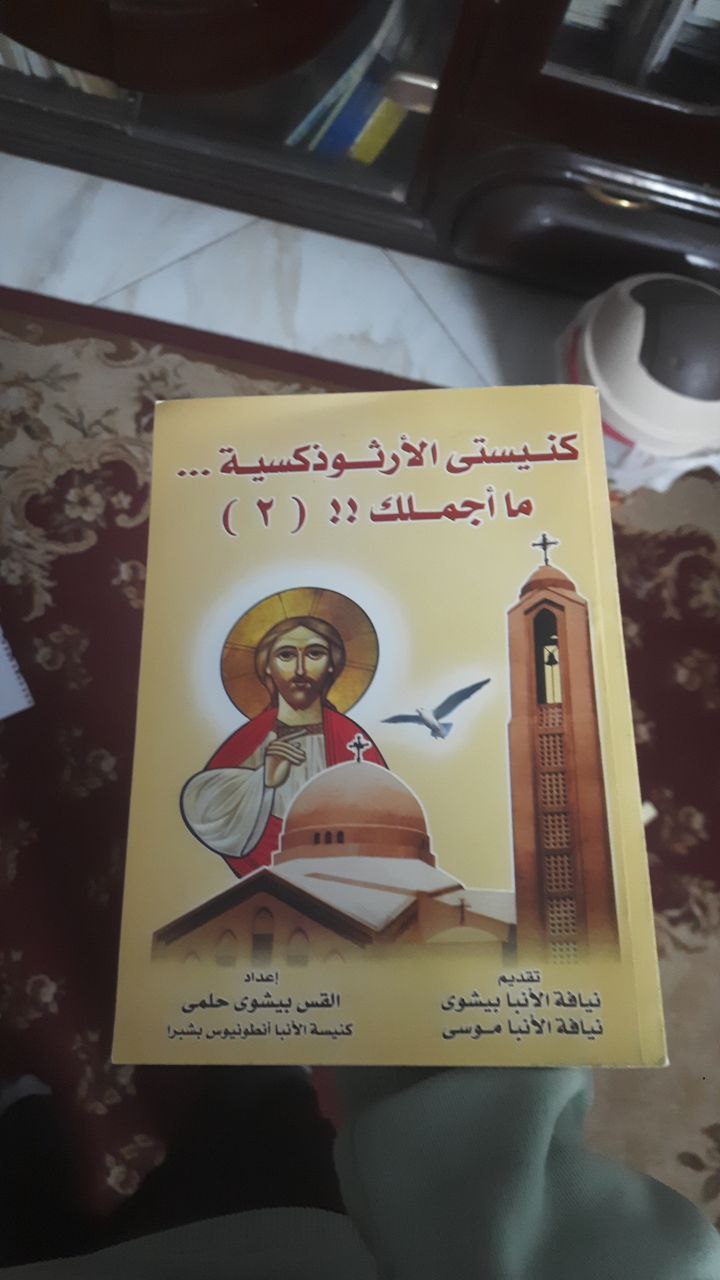 كنيستى الأرثوذكسية ...
ما أجملك !! ( ٢ )
تقديم
نيافة الأنبا بيشوى
نيافة الأنبا موسى
إعداد
القس بيشوى حلمى
كنيسة الأنبا أنطونيوس بشبرا